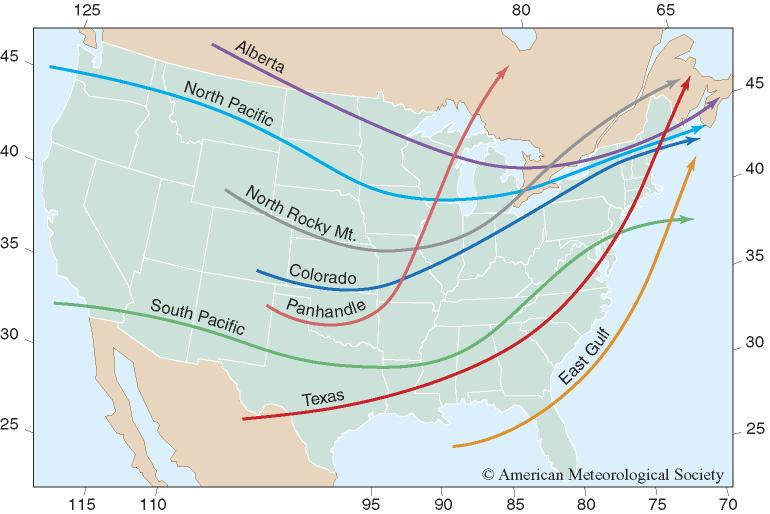 125 80 65
45
Alberta
North Pacific
45
40
40
North Rocky Mt.
35
Colorado
35
Panhandle
South Pacific
30
30
East Gulf
Texas
25
25
© American Meteorological Society
115 110 95 90 85 80 75 70